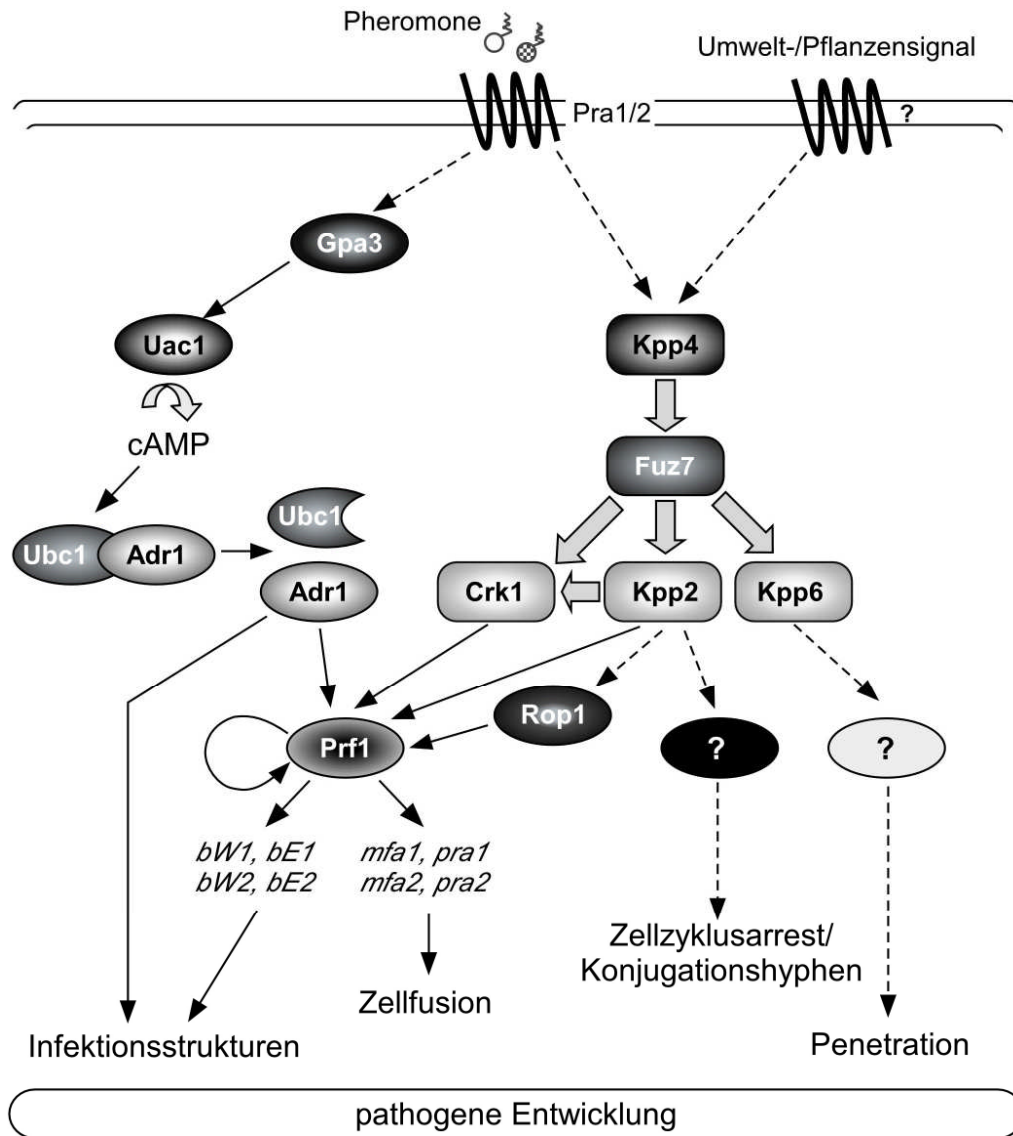 Pheromone
Umwelt-/Pflanzensignal
Pra1/2
?
Gpa3
Uac1
Kpp4
cAMP
Fuz7
Ubc1
Ubc1
Adr1
Adr1
Crk1
Kpp2
Kpp6
Rop1
Prf1
?
?
bW1, bE1
bW2, bE2
mfa1, pra1
mfa2, pra2
Zellzyklusarrest/
Konjugationshyphen
Zellfusion
Infektionsstrukturen
Penetration
pathogene Entwicklung